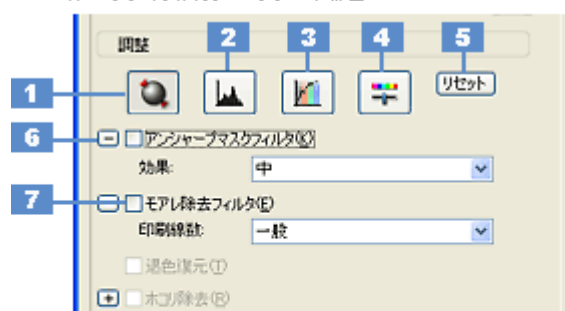 調整
2 3 4 5
1
リセット
6
アンシャープマスクフィルタ(K)
効果: 中
7
モアレ除去フィルタ(F)
印刷線数: 一般
退色復元(T)
ホコリ除去(R)